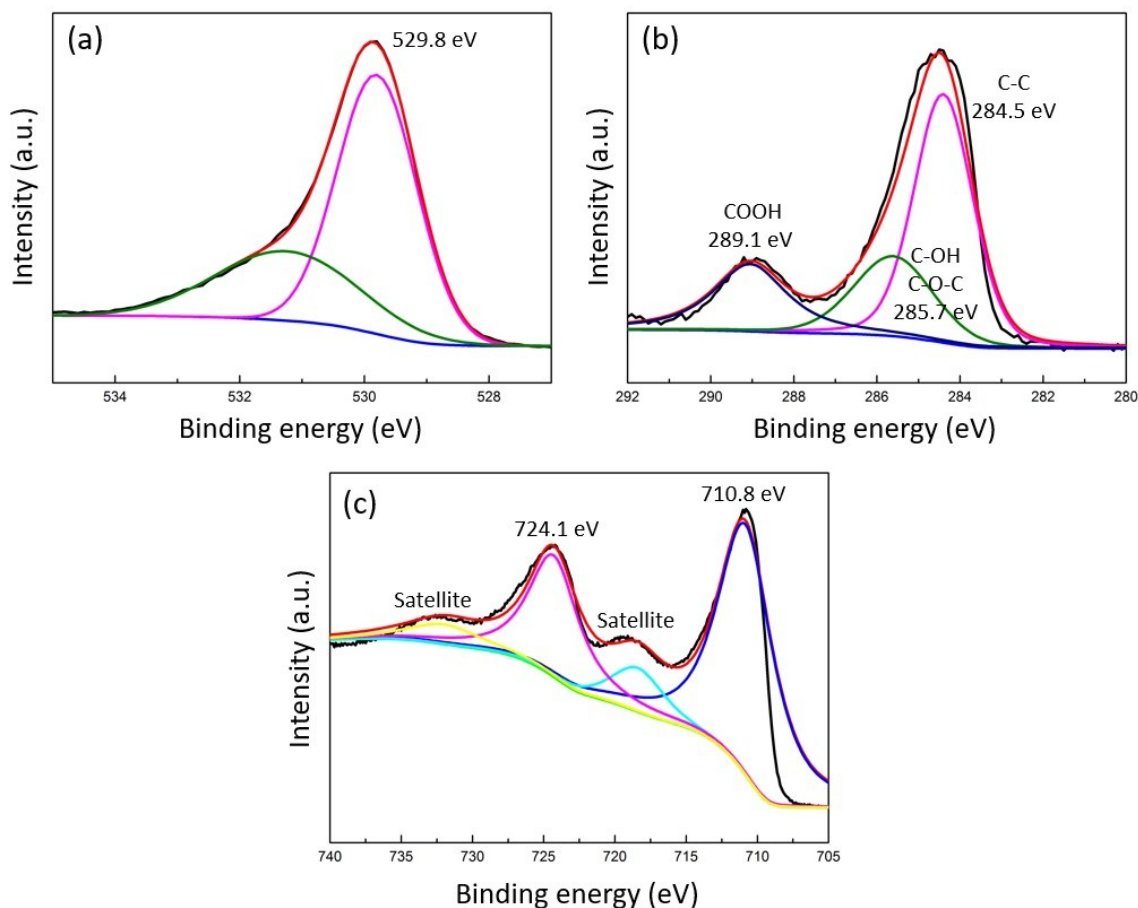 (a)
529.8 eV
Intensity (a.u.)
534 532 530 528
Binding energy (eV)
(b)
C-C
284.5 eV
COOH
289.1 eV
C-OH
C-O-C
285.7 eV
Intensity (a.u.)
292 290 288 286 284 282 280
Binding energy (eV)
(c)
710.8 eV
724.1 eV
Satellite
Satellite
Intensity (a.u.)
740 735 730 725 720 715 710 705
Binding energy (eV)